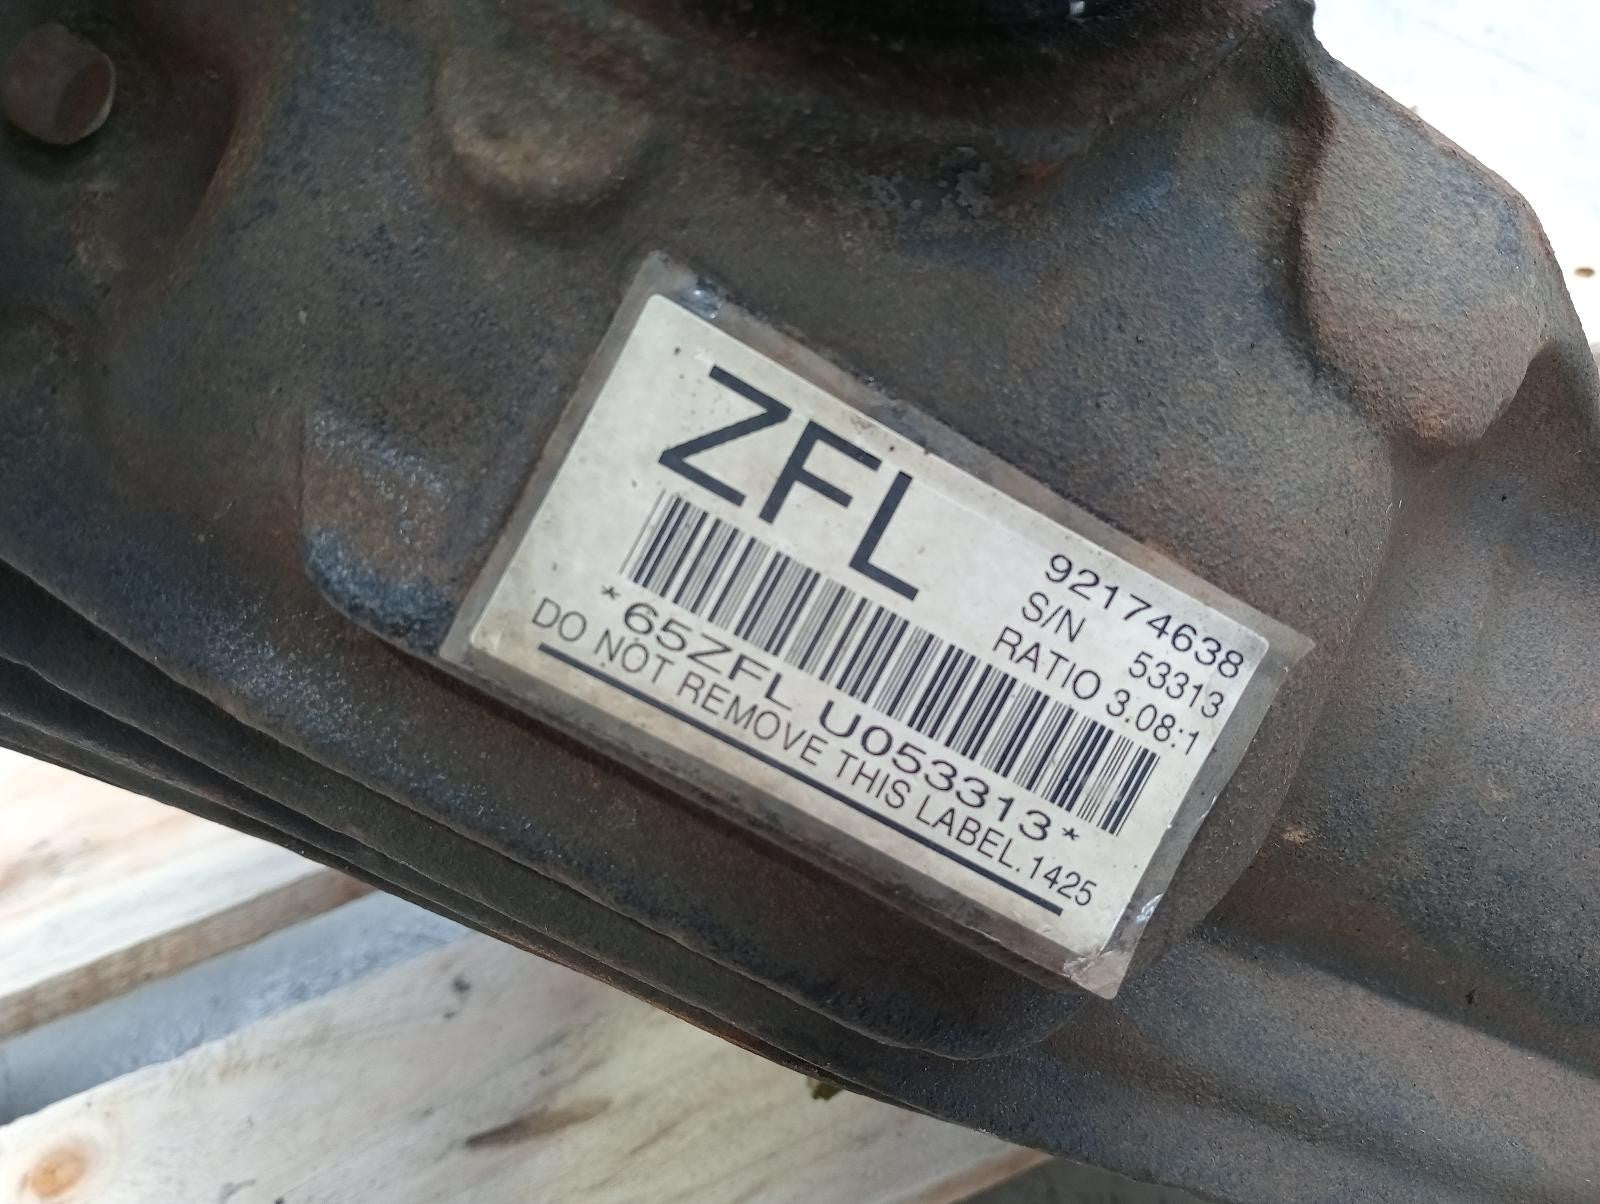 ZFL
92174638
S/N 53313
RATIO 3.08:1
*65ZFL U053313*
DO NOT REMOVE THIS LABEL.1425